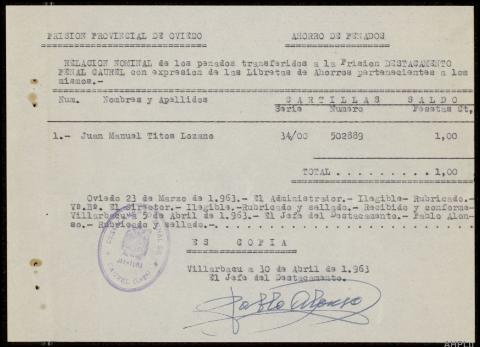 PRISION PROVINCIAL DE OVIEDO AHORRO DE PENADOS
RELACION NOMINAL de los penados transferidos a la Prision DESTACAMENTO
PENAL CAUREL con expresion de las Libretas de Ahorros pertenecientes a los
mismos.-
Num. Nombres y Apellidos CARTILLAS SALDO
Serie Numero Pesetas Ct.
1.- Juan Manuel Titos Lozano 34/00 502889 1,00
TOTAL . . . . . . . . . . 1,00
Oviedo 23 de Marzo de 1.963.- El Administrador.- Ilegible- Rubricado.-
Vº.Bº. El Director.- Ilegible.-Rubricado y sellado.- Recibido y conforme-
Villarbacu a 5 de Abril de 1.963.- El Jefe del Destacamento.- Pablo Alon-
so.- Rubricado y sellado.-
ES COPIA
Villarbacu a 30 de Abril de 1.963
El Jefe del Destacamento.
Pablo Alonso